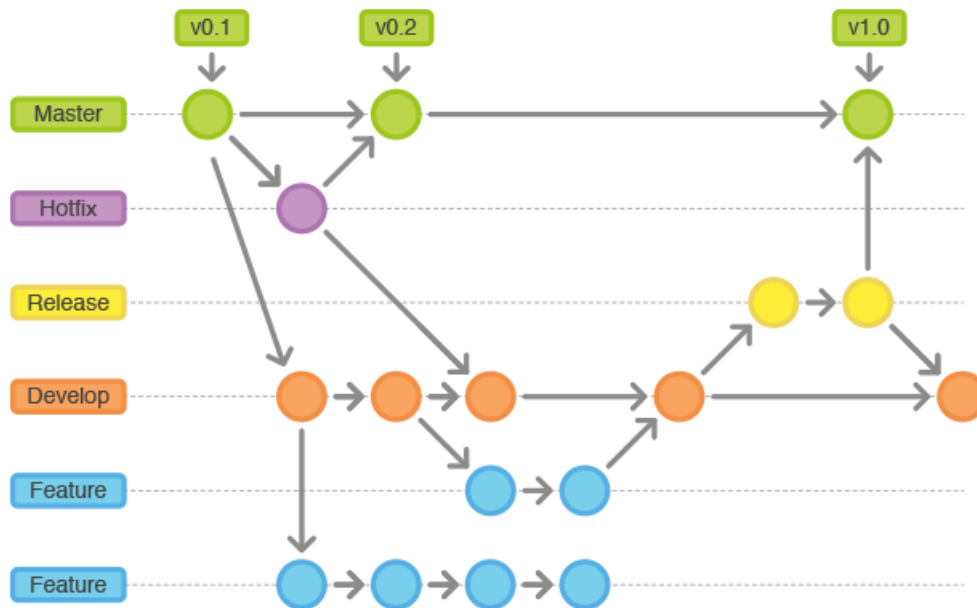 v0.1
v0.2
v1.0
Master
Hotfix
Release
Develop
Feature
Feature